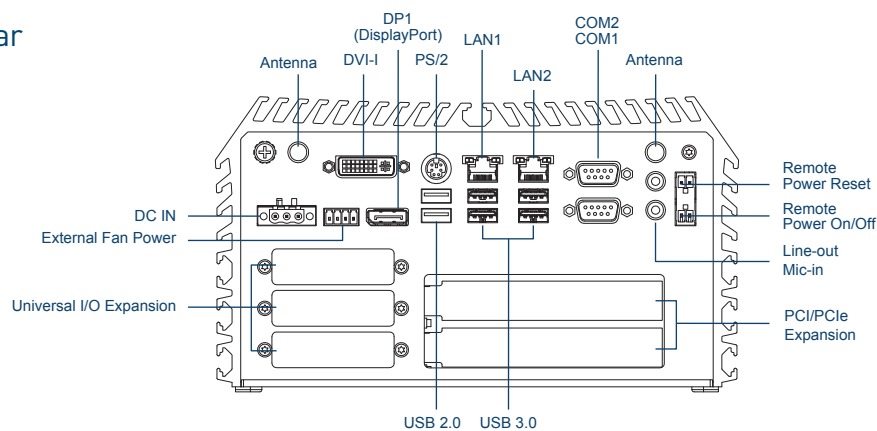 ar
DP1
(DisplayPort)
Antenna
DVI-I
PS/2
LAN1
LAN2
COM2
COM1
Antenna
Remote
Power Reset
DC IN
Remote
Power On/Off
External Fan Power
Line-out
Mic-in
Universal I/O Expansion
PCI/PCIe
Expansion
USB 2.0
USB 3.0